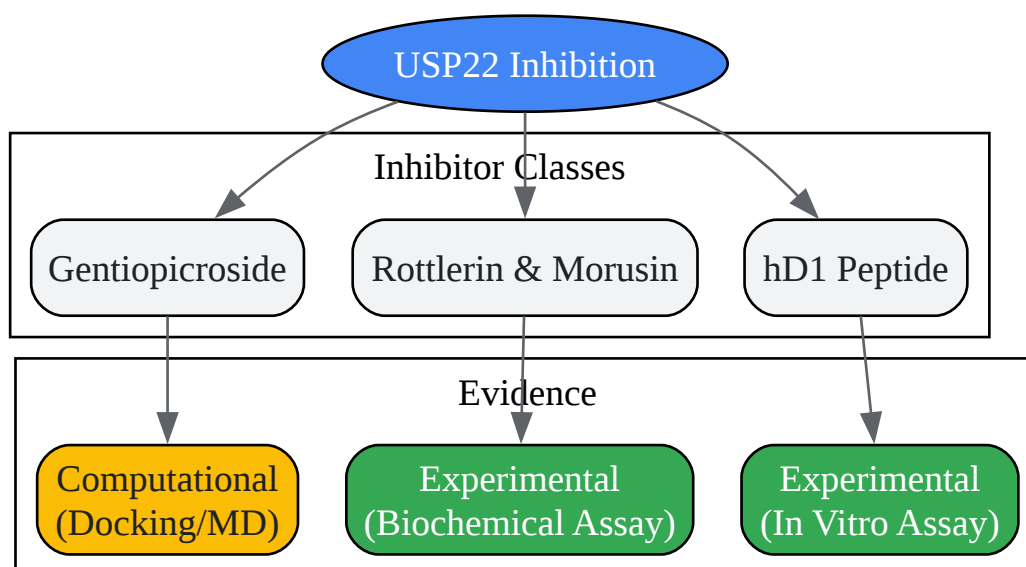 USP22 Inhibition
Inhibitor Classes
Gentiopicroside
Rottlerin & Morusin
hD1 Peptide
Evidence
Computational
(Docking/MD)
Experimental
(Biochemical Assay)
Experimental
(In Vitro Assay)